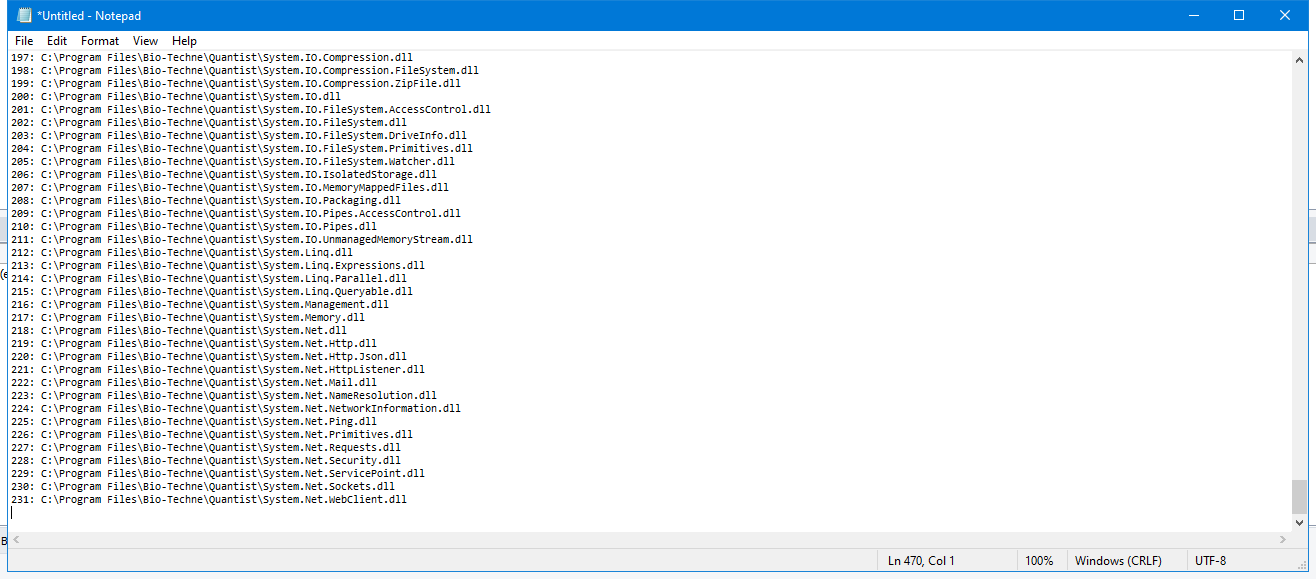 *Untitled - Notepad
File Edit Format View Help
197: C:\Program Files\Bio-Techne\Quantist\System.IO.Compression.dll
198: C:\Program Files\Bio-Techne\Quantist\System.IO.Compression.FileSystem.dll
199: C:\Program Files\Bio-Techne\Quantist\System.IO.Compression.ZipFile.dll
200: C:\Program Files\Bio-Techne\Quantist\System.IO.dll
201: C:\Program Files\Bio-Techne\Quantist\System.IO.FileSystem.AccessControl.dll
202: C:\Program Files\Bio-Techne\Quantist\System.IO.FileSystem.dll
203: C:\Program Files\Bio-Techne\Quantist\System.IO.FileSystem.DriveInfo.dll
204: C:\Program Files\Bio-Techne\Quantist\System.IO.FileSystem.Primitives.dll
205: C:\Program Files\Bio-Techne\Quantist\System.IO.FileSystem.Watcher.dll
206: C:\Program Files\Bio-Techne\Quantist\System.IO.IsolatedStorage.dll
207: C:\Program Files\Bio-Techne\Quantist\System.IO.MemoryMappedFiles.dll
208: C:\Program Files\Bio-Techne\Quantist\System.IO.Packaging.dll
209: C:\Program Files\Bio-Techne\Quantist\System.IO.Pipes.AccessControl.dll
210: C:\Program Files\Bio-Techne\Quantist\System.IO.Pipes.dll
211: C:\Program Files\Bio-Techne\Quantist\System.IO.UnmanagedMemoryStream.dll
212: C:\Program Files\Bio-Techne\Quantist\System.Linq.dll
213: C:\Program Files\Bio-Techne\Quantist\System.Linq.Expressions.dll
214: C:\Program Files\Bio-Techne\Quantist\System.Linq.Parallel.dll
215: C:\Program Files\Bio-Techne\Quantist\System.Linq.Queryable.dll
216: C:\Program Files\Bio-Techne\Quantist\System.Management.dll
217: C:\Program Files\Bio-Techne\Quantist\System.Memory.dll
218: C:\Program Files\Bio-Techne\Quantist\System.Net.dll
219: C:\Program Files\Bio-Techne\Quantist\System.Net.Http.dll
220: C:\Program Files\Bio-Techne\Quantist\System.Net.Http.Json.dll
221: C:\Program Files\Bio-Techne\Quantist\System.Net.HttpListener.dll
222: C:\Program Files\Bio-Techne\Quantist\System.Net.Mail.dll
223: C:\Program Files\Bio-Techne\Quantist\System.Net.NameResolution.dll
224: C:\Program Files\Bio-Techne\Quantist\System.Net.NetworkInformation.dll
225: C:\Program Files\Bio-Techne\Quantist\System.Net.Ping.dll
226: C:\Program Files\Bio-Techne\Quantist\System.Net.Primitives.dll
227: C:\Program Files\Bio-Techne\Quantist\System.Net.Requests.dll
228: C:\Program Files\Bio-Techne\Quantist\System.Net.Security.dll
229: C:\Program Files\Bio-Techne\Quantist\System.Net.ServicePoint.dll
230: C:\Program Files\Bio-Techne\Quantist\System.Net.Sockets.dll
231: C:\Program Files\Bio-Techne\Quantist\System.Net.WebClient.dll
Ln 470, Col 1 100% Windows (CRLF) UTF-8